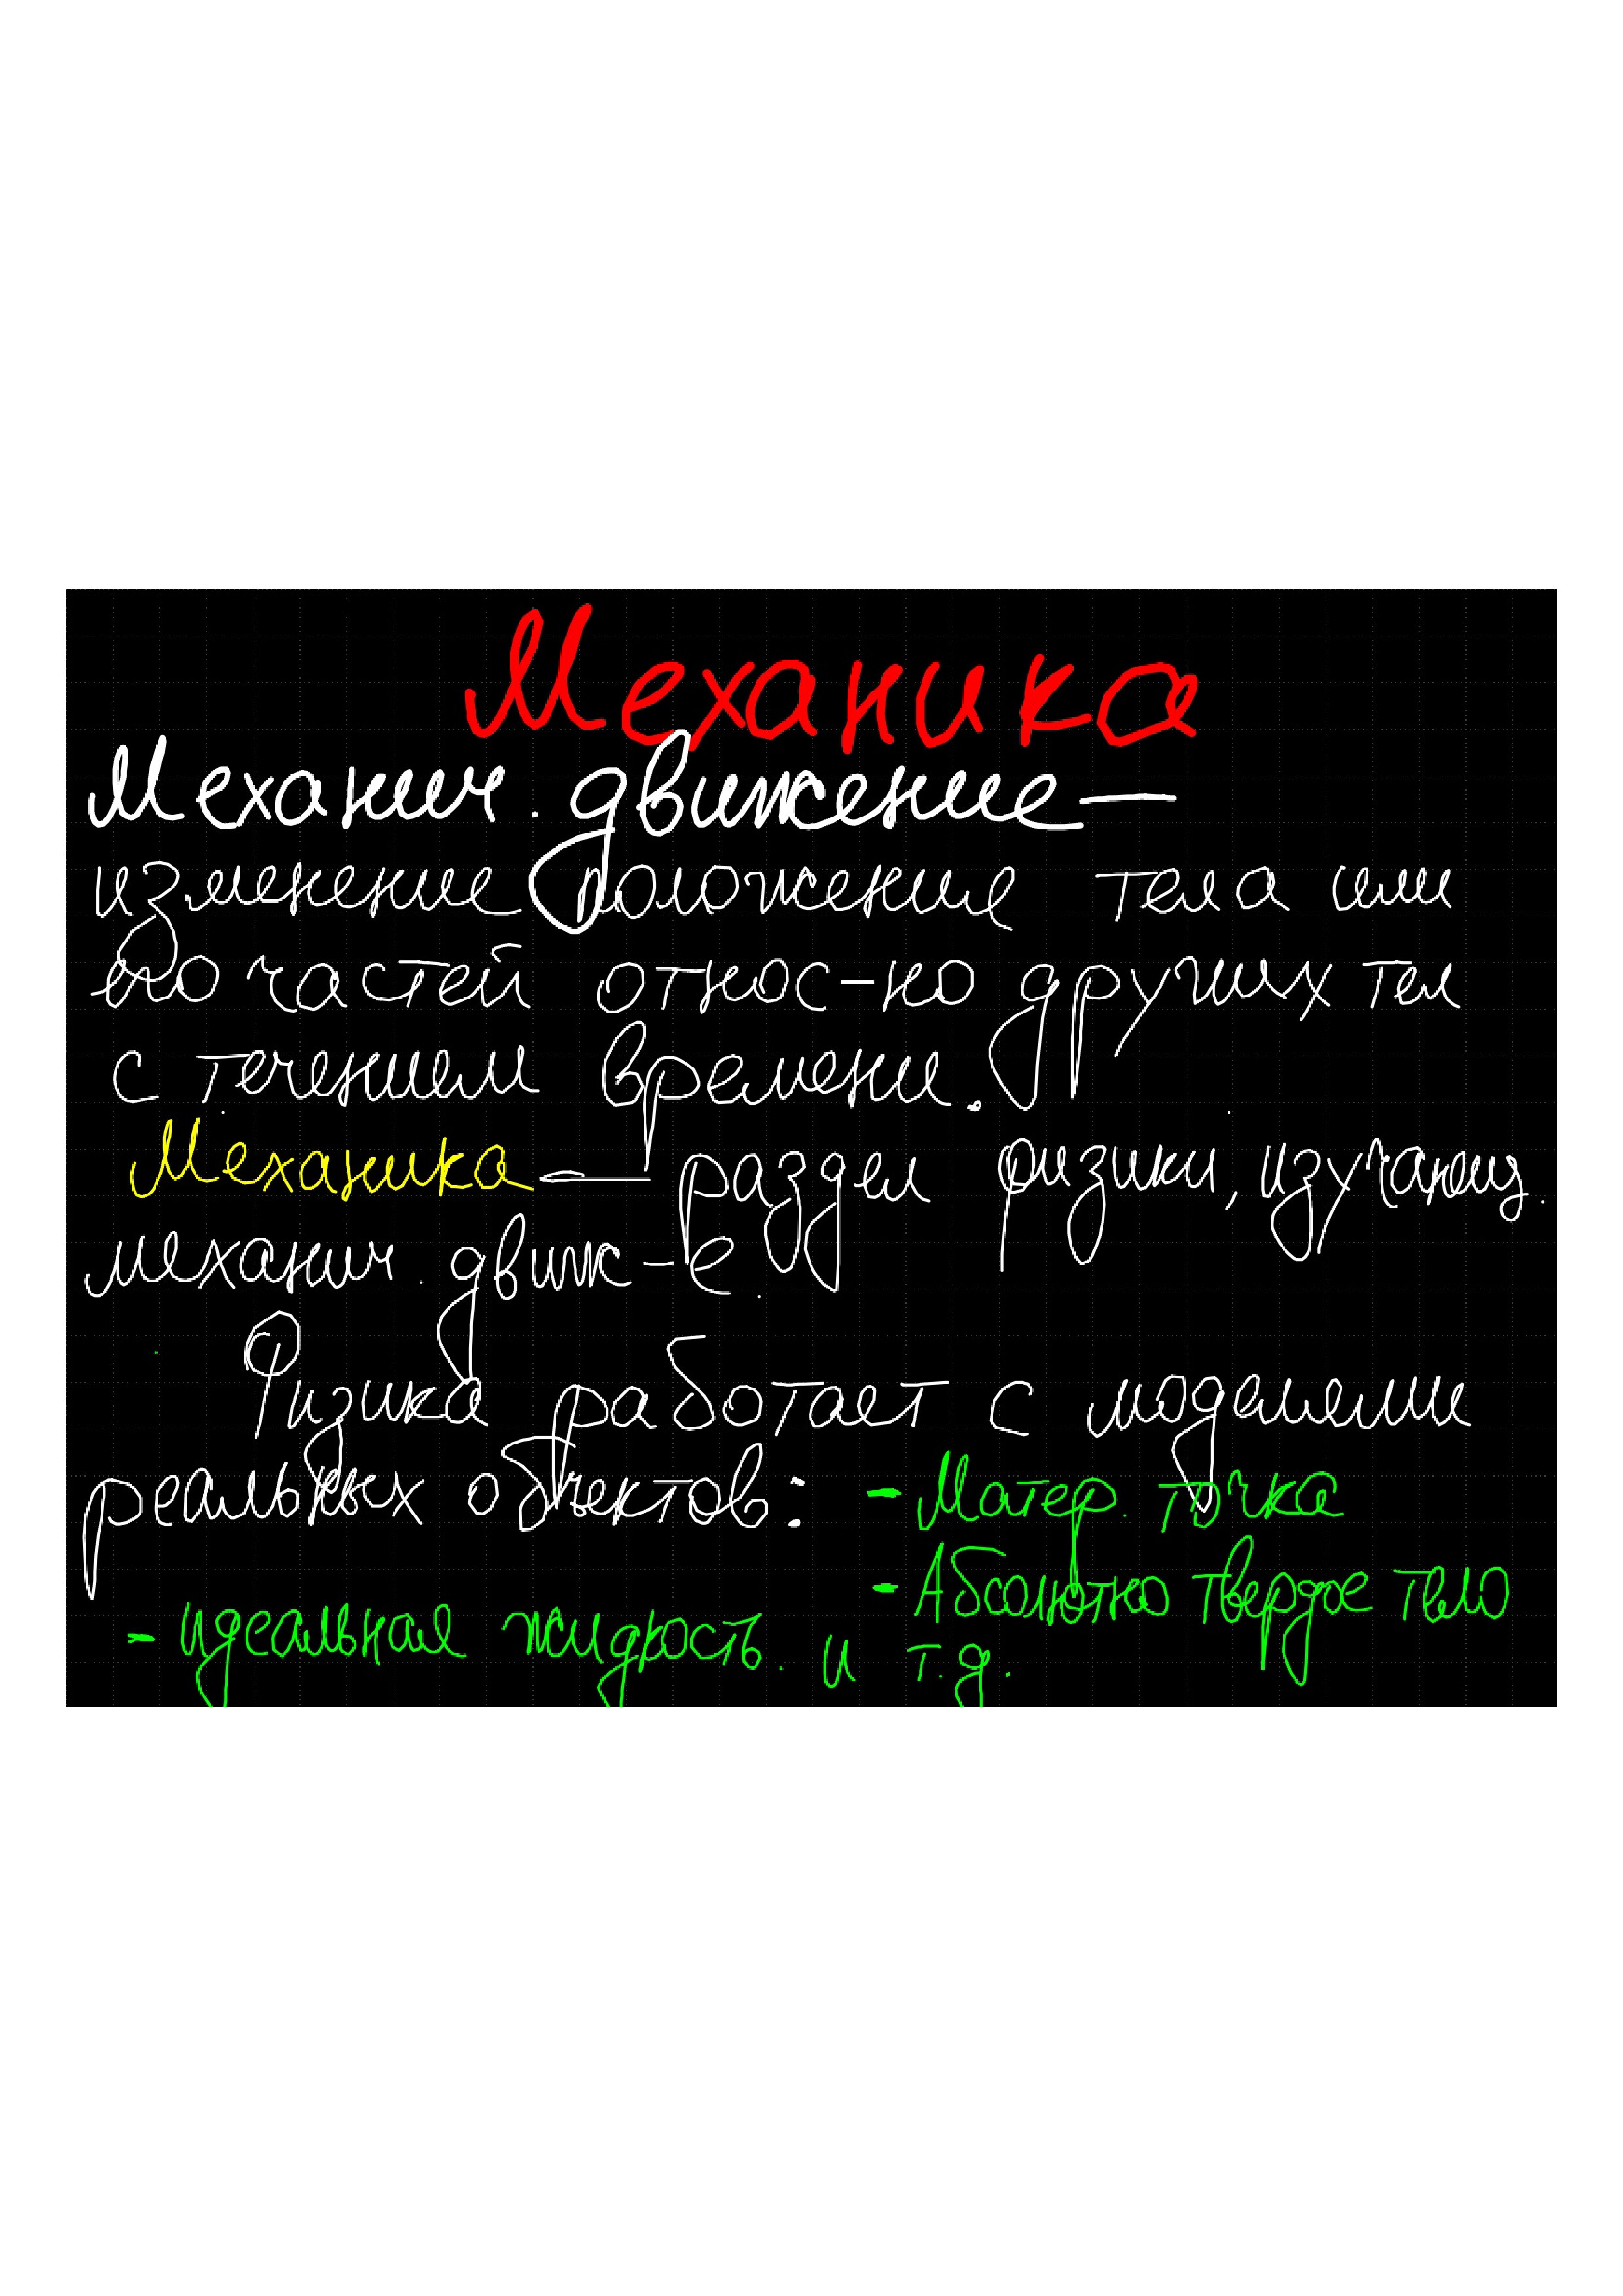 Механика
Механич. движение —
изменение положения тела или
его частей относ-но других тел
с течением времени.
Механика — раздел физики, изучающ.
механич. движ-е.
Физика работает с моделями
реальных объектов: - Матер. точка
- Абсолютно твердое тело
- идеальная жидкость. и т.д.